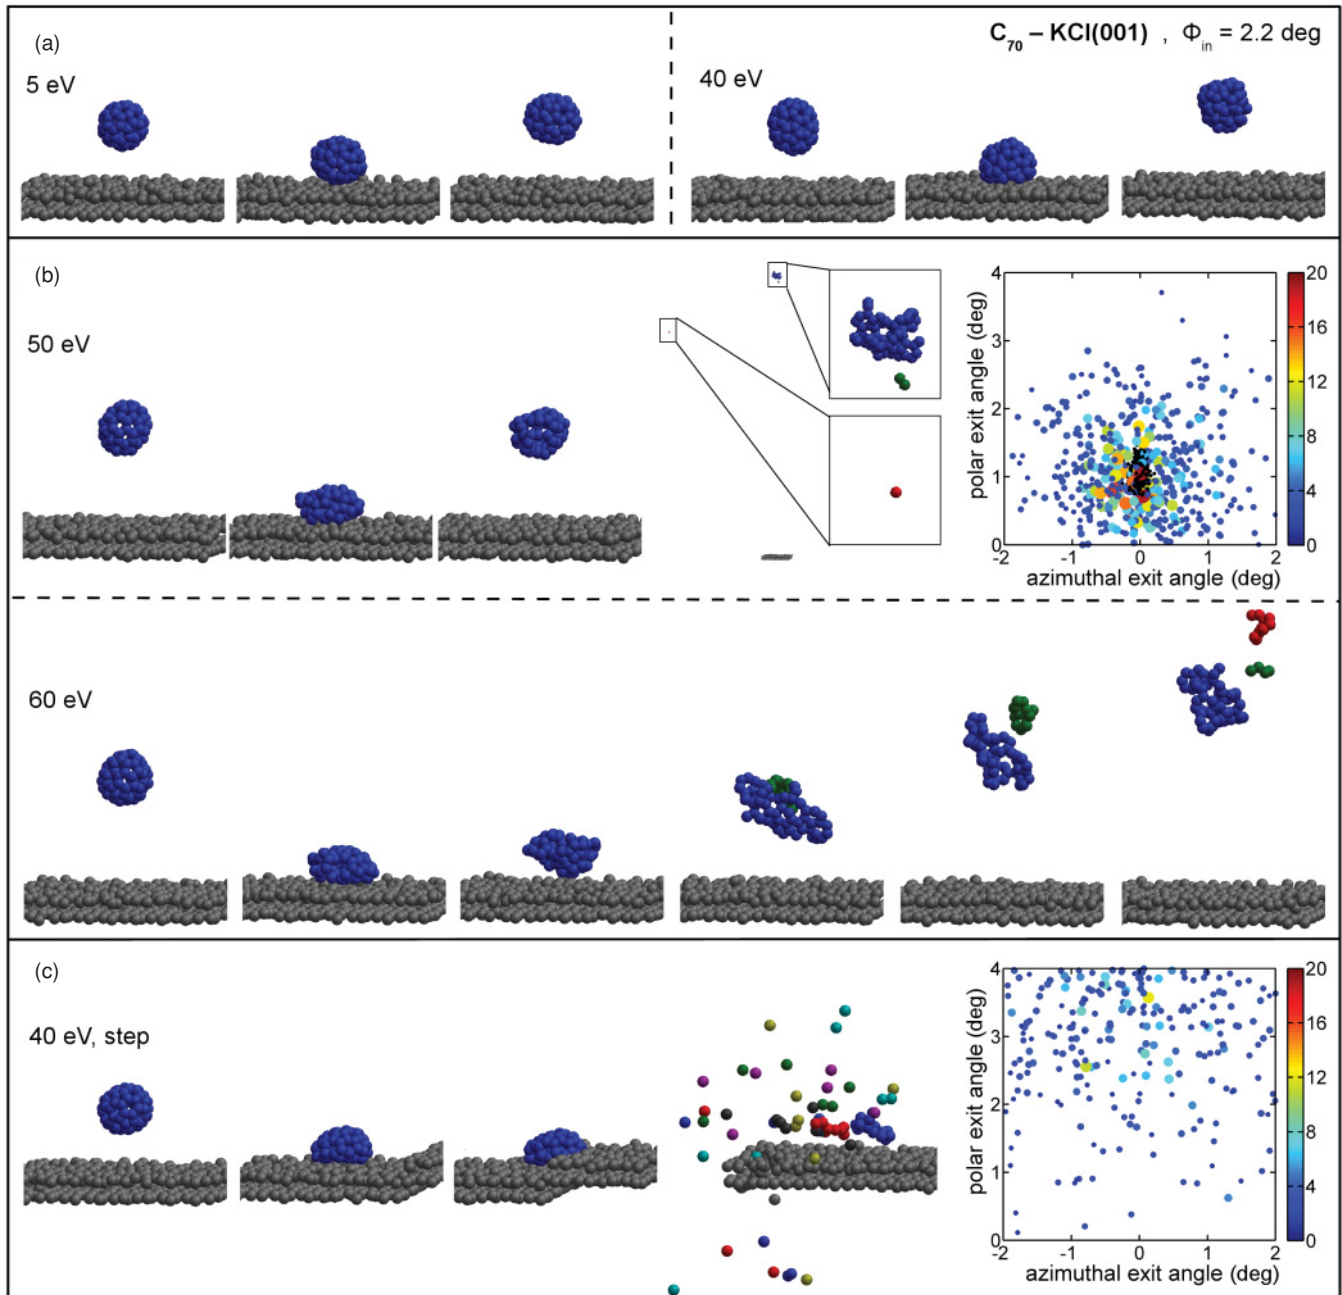 (a)
5 eV
40 eV
C₇₀ – KCl(001) , Φᵢₙ = 2.2 deg
(b)
50 eV
polar exit angle (deg)
4
3
2
1
0
-2 -1 0 1 2
azimuthal exit angle (deg)
20
16
12
8
4
0
60 eV
(c)
40 eV, step
polar exit angle (deg)
4
3
2
1
0
-2 -1 0 1 2
azimuthal exit angle (deg)
20
16
12
8
4
0